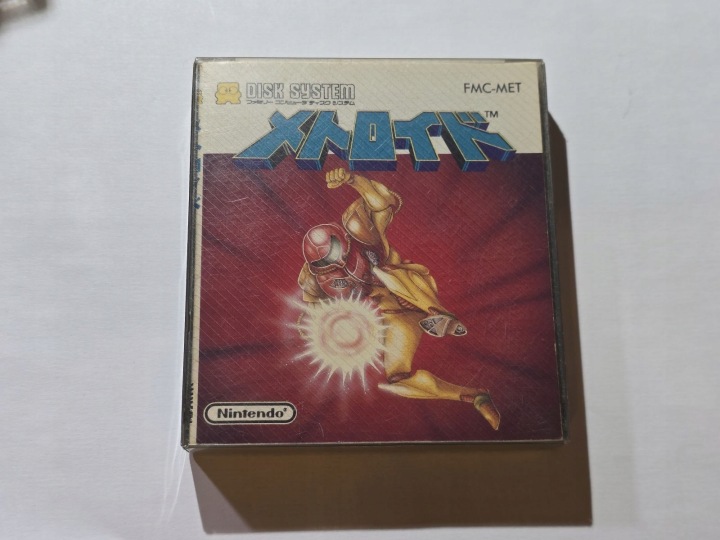 DISK SYSTEM
ファミリー コンピュータ ディスク システム
FMC-MET
メトロイド™
Nintendo®